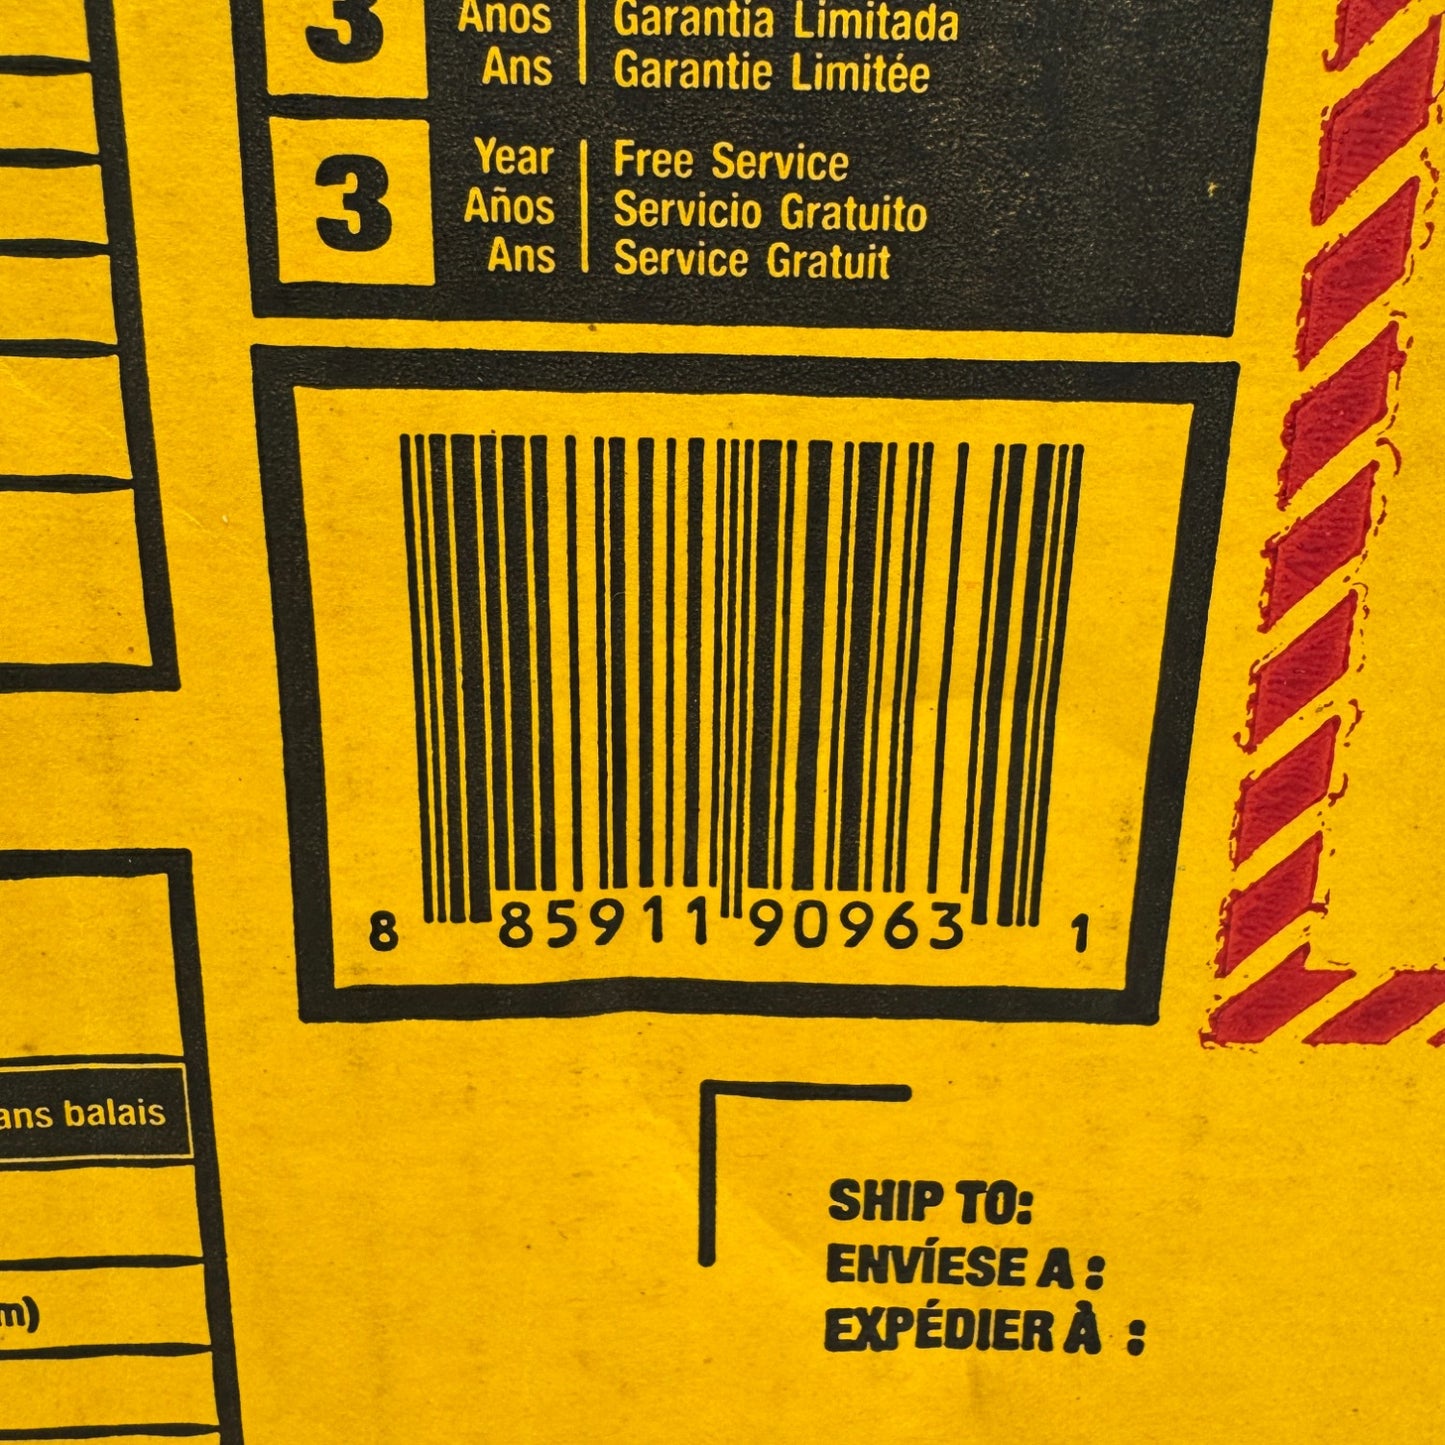 3 Anos Garantia Limitada
Ans Garantie Limitée
3 Year Free Service
Años Servicio Gratuito
Ans Service Gratuit
8 85911 90963 1
ans balais
m)
SHIP TO:
ENVÍESE A :
EXPÉDIER À :